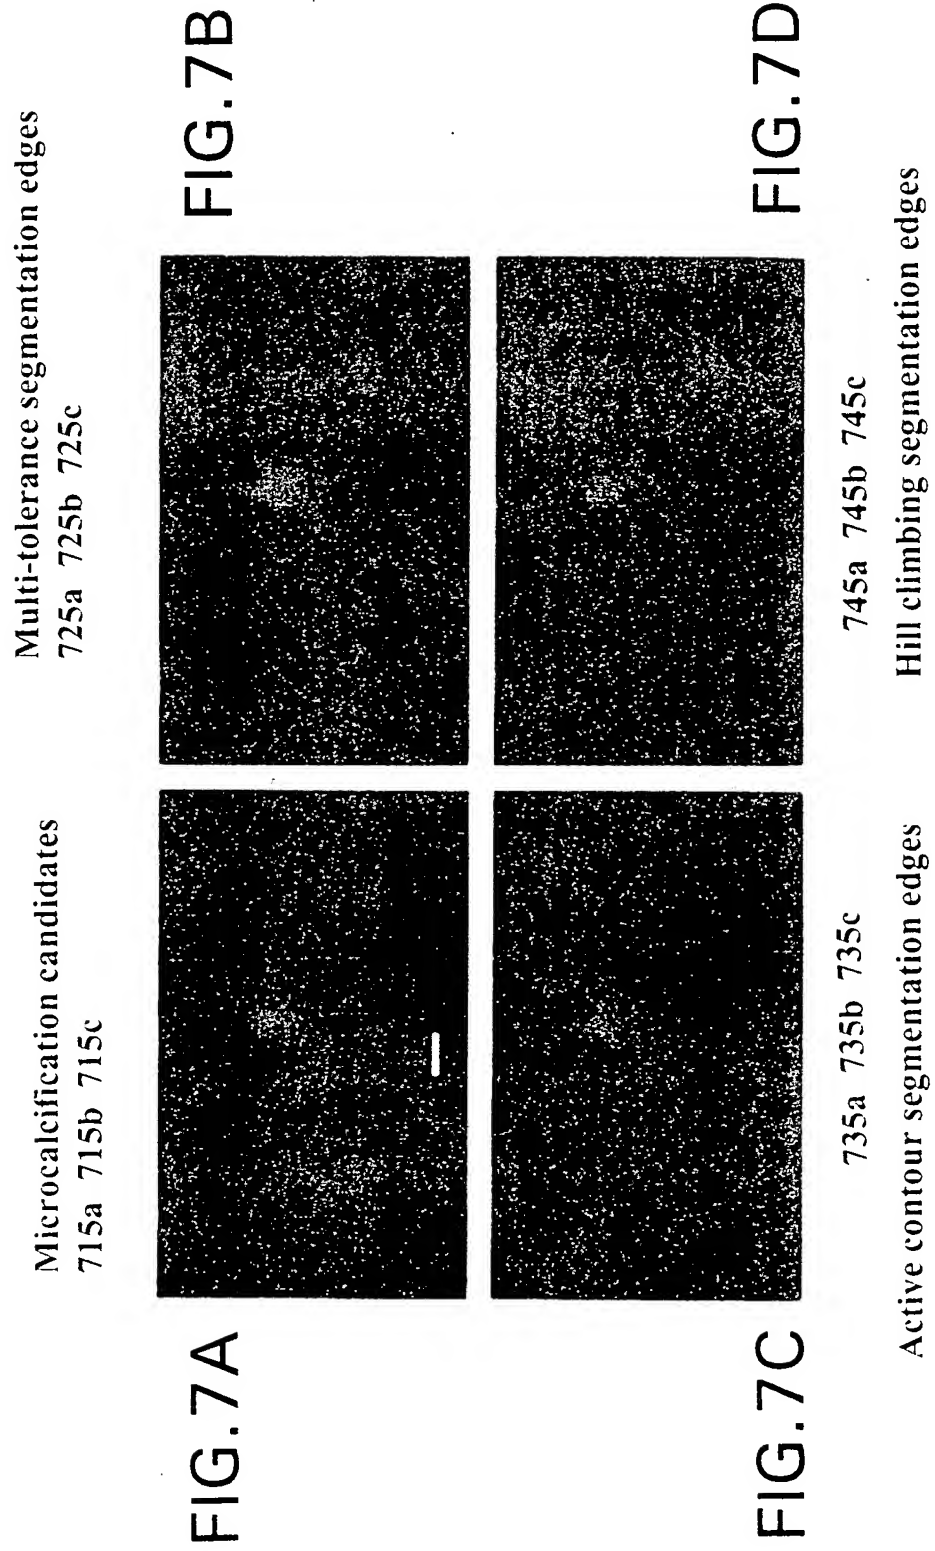 Microcalcification candidates
715a 715b 715c
Multi-tolerance segmentation edges
725a 725b 725c
FIG.7A
FIG.7B
735a 735b 735c
Active contour segmentation edges
745a 745b 745c
Hill climbing segmentation edges
FIG.7C
FIG.7D